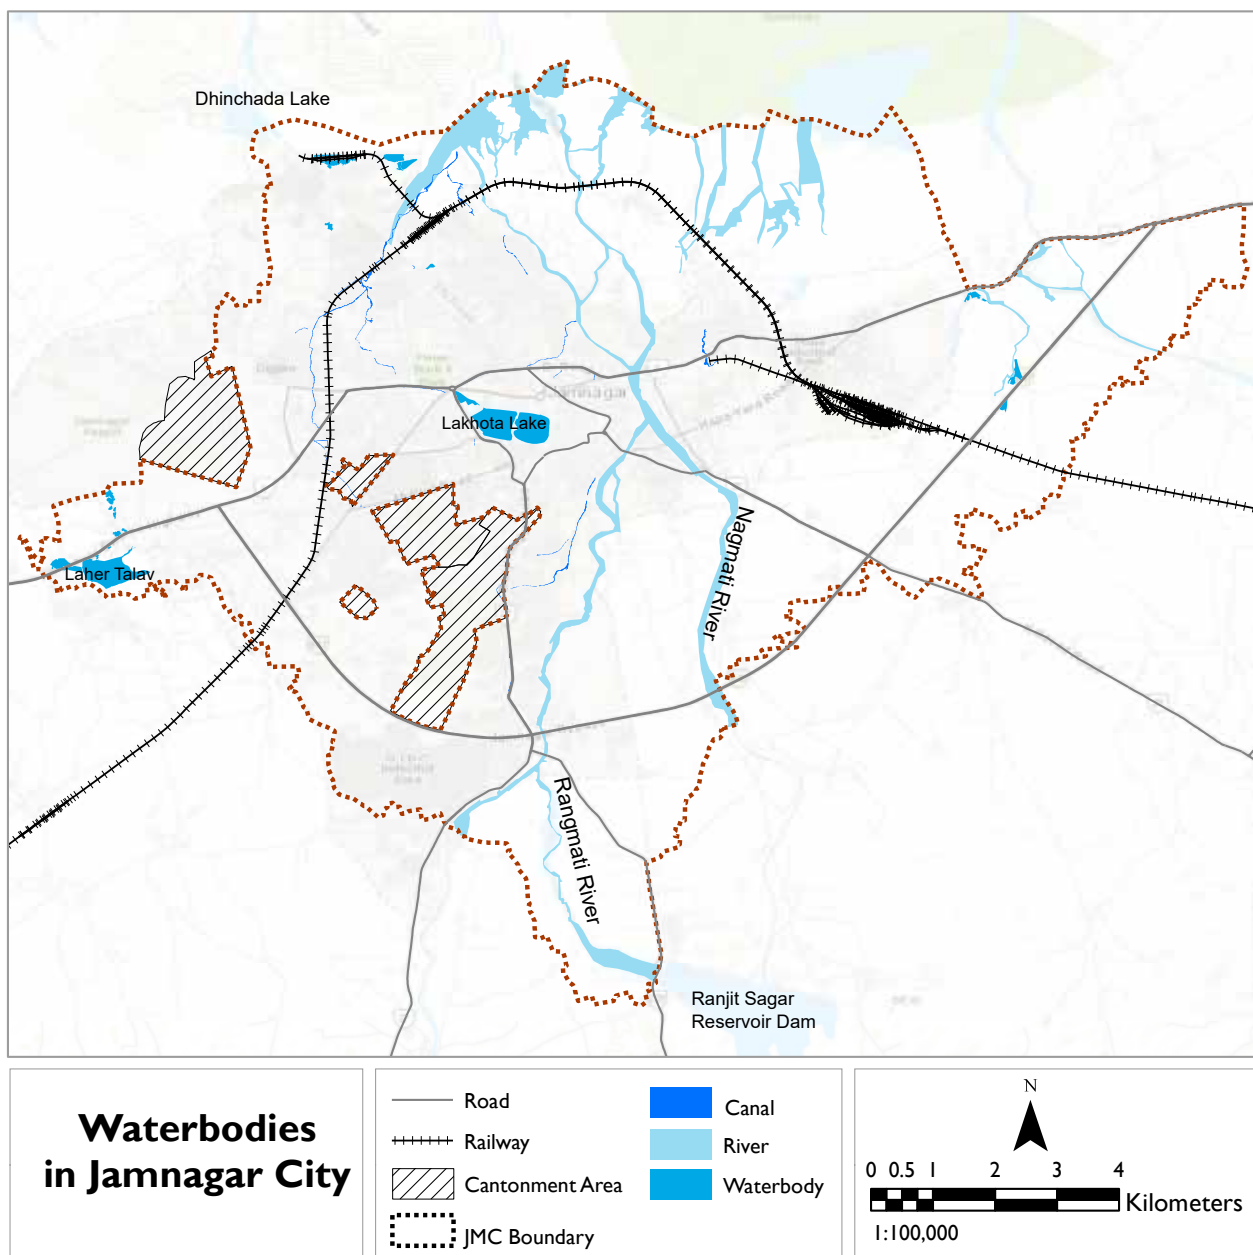 Dhinchada Lake
Jamnagar
Lakhota Lake
Laher Talav
Nagmati River
Rangmati River
Ranjit Sagar
Reservoir Dam
Waterbodies
in Jamnagar City
Road
Railway
Cantonment Area
JMC Boundary
Canal
River
Waterbody
N
0 0.5 1 2 3 4
Kilometers
1:100,000